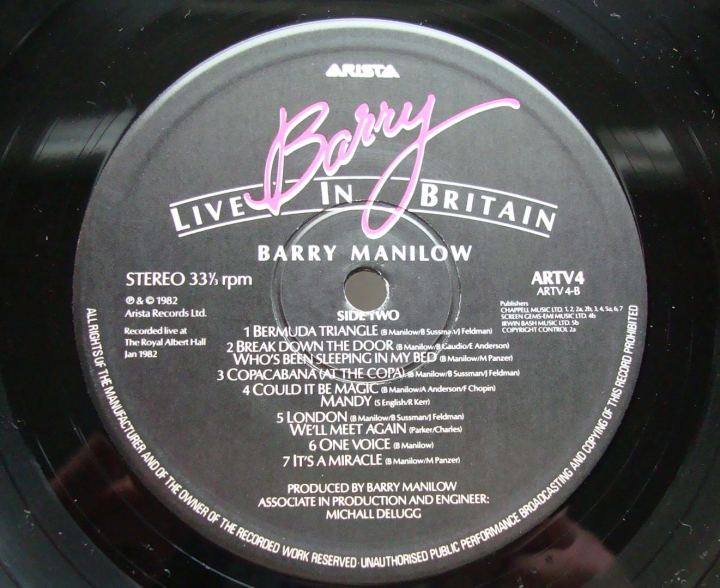 ARISTA
Barry
LIVE IN BRITAIN
BARRY MANILOW
STEREO 33⅓ rpm
ARTV4
ARTV 4-B
℗ & © 1982
Arista Records Ltd.
Recorded live at
The Royal Albert Hall
Jan 1982
Publishers
CHAPPELL MUSIC LTD. 1, 2, 2a, 2b, 3, 4, 5a, 6, 7
SCREEN GEMS-EMI MUSIC LTD. 4b
IRWIN BASH MUSIC LTD. 5b
COPYRIGHT CONTROL 2a
SIDE TWO
1 BERMUDA TRIANGLE (B Manilow/B Sussman/J Feldman)
2 BREAK DOWN THE DOOR (B Manilow/B Gaudio/E Anderson)
WHO'S BEEN SLEEPING IN MY BED (B Manilow/M Panzer)
3 COPACABANA (AT THE COPA) (B Manilow/B Sussman/J Feldman)
4 COULD IT BE MAGIC (B Manilow/A Anderson/F Chopin)
MANDY (S English/R Kerr)
5 LONDON (B Manilow/B Sussman/J Feldman)
WE'LL MEET AGAIN (Parker/Charles)
6 ONE VOICE (B Manilow)
7 IT'S A MIRACLE (B Manilow/M Panzer)
PRODUCED BY BARRY MANILOW
ASSOCIATE IN PRODUCTION AND ENGINEER:
MICHALL DELUGG
ALL RIGHTS OF THE MANUFACTURER AND OF THE OWNER OF THE RECORDED WORK RESERVED·UNAUTHORISED PUBLIC PERFORMANCE BROADCASTING AND COPYING OF THIS RECORD PROHIBITED